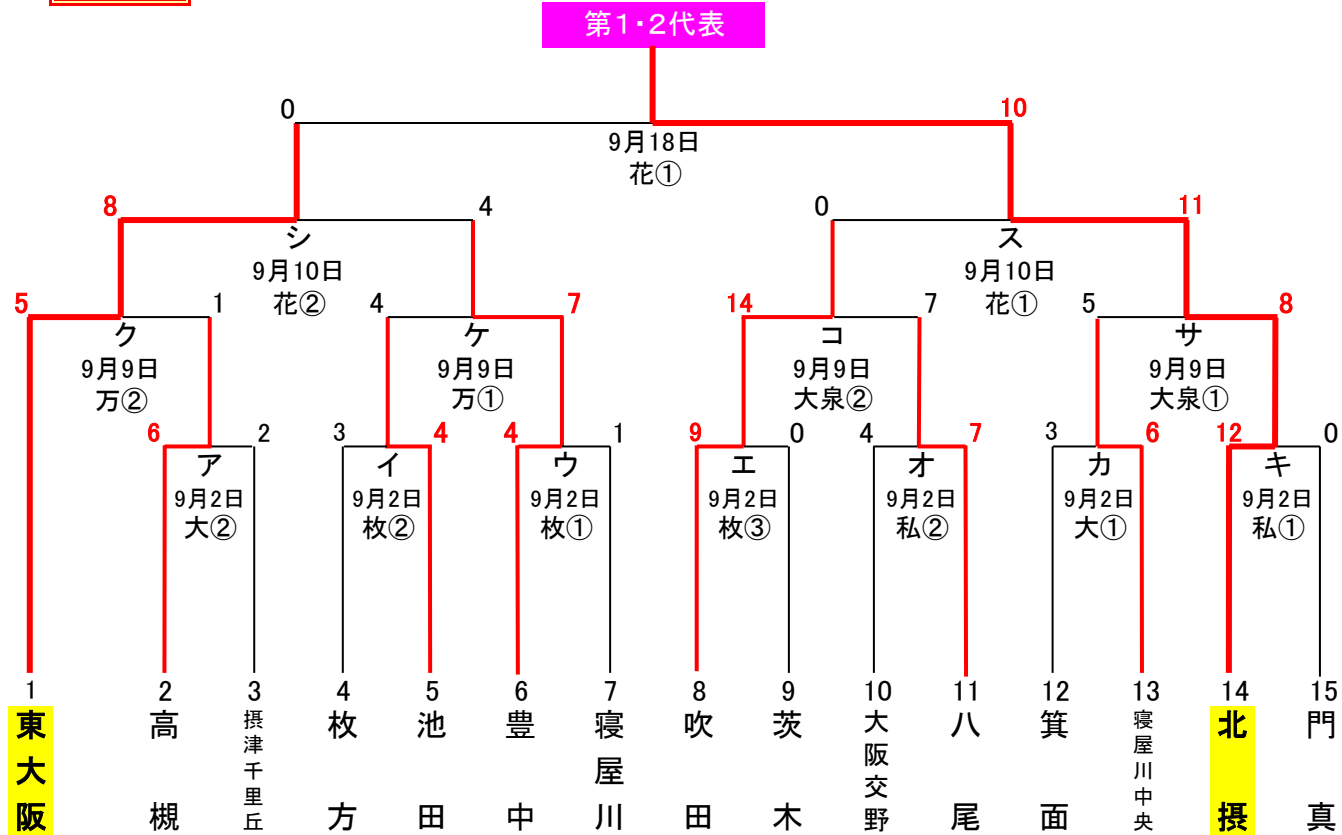 第1・2代表
0
10
9月18日
花①
8
4
0
11
シ
9月10日
花②
ス
9月10日
花①
5
1
4
7
14
7
5
8
ク
9月9日
万②
ケ
9月9日
万①
コ
9月9日
大泉②
サ
9月9日
大泉①
6
2
3
4
4
1
9
0
4
7
3
6
12
0
ア
9月2日
大②
イ
9月2日
枚②
ウ
9月2日
枚①
エ
9月2日
枚③
オ
9月2日
私②
カ
9月2日
大①
キ
9月2日
私①
1
2
3
4
5
6
7
8
9
10
11
12
13
14
15
東大阪
高槻
摂津千里丘
枚方
池田
豊中
寝屋川
吹田
茨木
大阪交野
八尾
箕面
寝屋川中央
北摂
門真